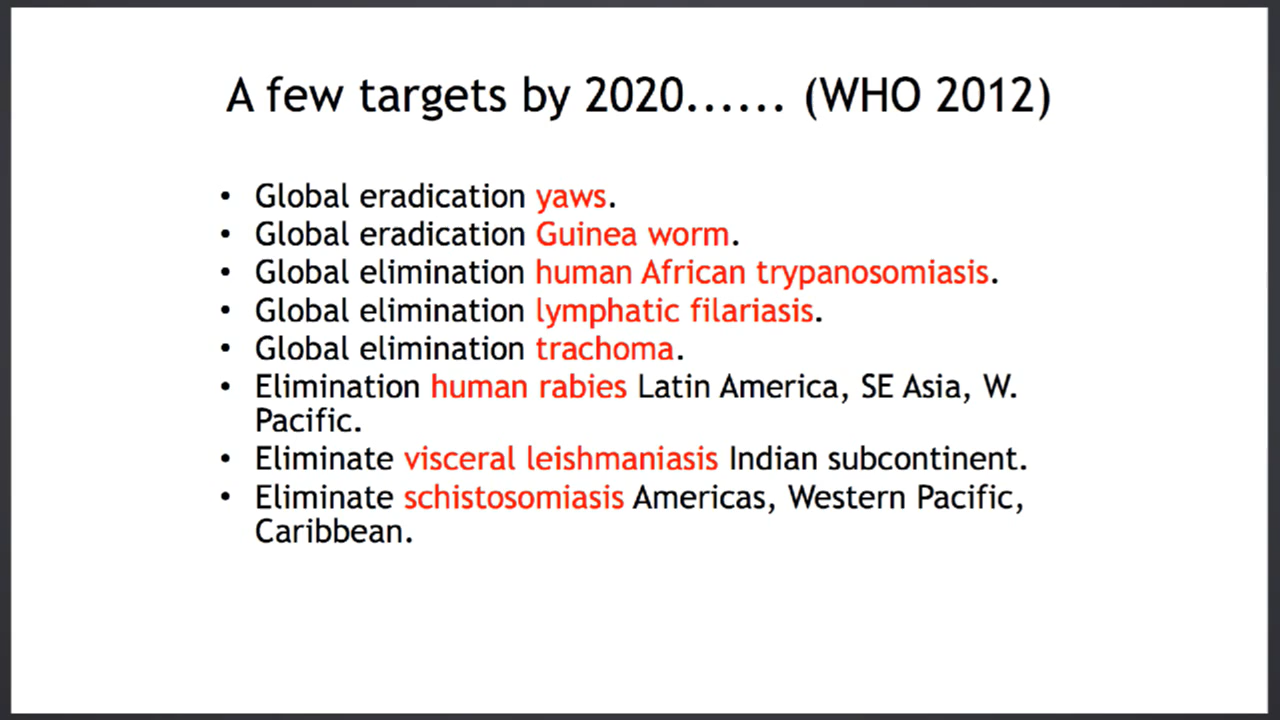 A few targets by 2020...... (WHO 2012)
• Global eradication yaws.
• Global eradication Guinea worm.
• Global elimination human African trypanosomiasis.
• Global elimination lymphatic filariasis.
• Global elimination trachoma.
• Elimination human rabies Latin America, SE Asia, W.
Pacific.
• Eliminate visceral leishmaniasis Indian subcontinent.
• Eliminate schistosomiasis Americas, Western Pacific,
Caribbean.